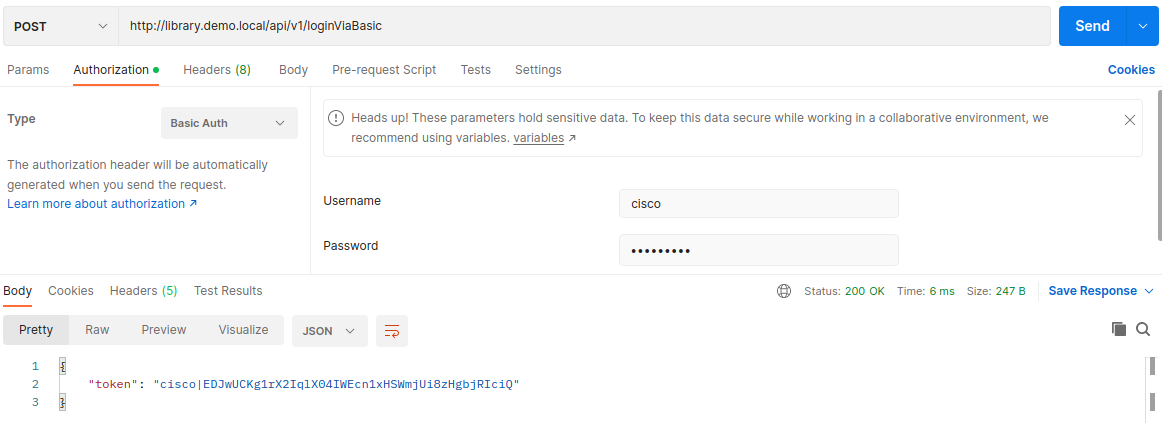 POST http://library.demo.local/api/v1/loginViaBasic Send
Params Authorization Headers (8) Body Pre-request Script Tests Settings Cookies
Type
Basic Auth
The authorization header will be automatically
generated when you send the request.
Learn more about authorization ↗
Heads up! These parameters hold sensitive data. To keep this data secure while working in a collaborative environment, we
recommend using variables. variables ↗
Username cisco
Password •••••••••
Body Cookies Headers (5) Test Results Status: 200 OK Time: 6 ms Size: 247 B Save Response
Pretty Raw Preview Visualize JSON
1 {
2 "token": "cisco|EDJwUCKg1rX2IqlX04IWEcn1xHSWmjUi8zHgbjRIciQ"
3 }